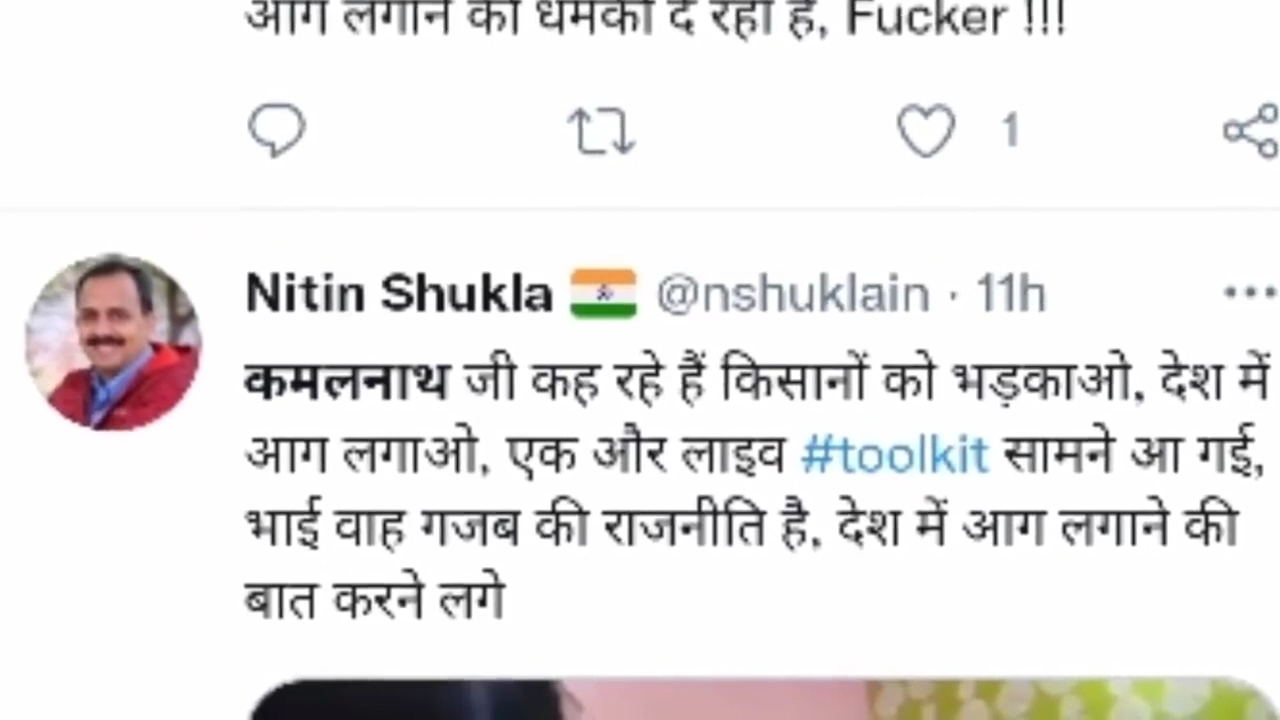 आग लगाने की धमकी दे रहा है, Fucker !!!
1
Nitin Shukla @nshuklain · 11h
कमलनाथ जी कह रहे हैं किसानों को भड़काओ, देश में
आग लगाओ, एक और लाइव #toolkit सामने आ गई,
भाई वाह गजब की राजनीति है, देश में आग लगाने की
बात करने लगे